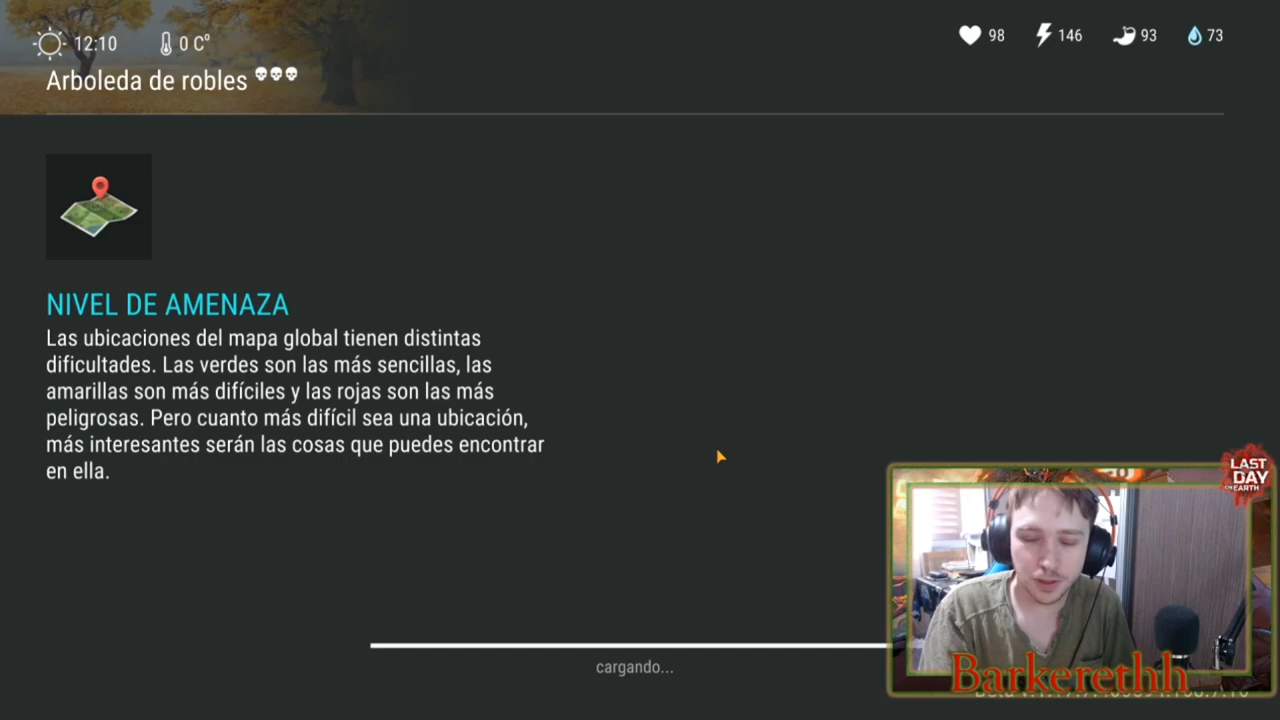 12:10
0 C°
98
146
93
73
Arboleda de robles
NIVEL DE AMENAZA
Las ubicaciones del mapa global tienen distintas
dificultades. Las verdes son las más sencillas, las
amarillas son más difíciles y las rojas son las más
peligrosas. Pero cuanto más difícil sea una ubicación,
más interesantes serán las cosas que puedes encontrar
en ella.
LAST
DAY
ON EARTH
cargando...
Barkerethh